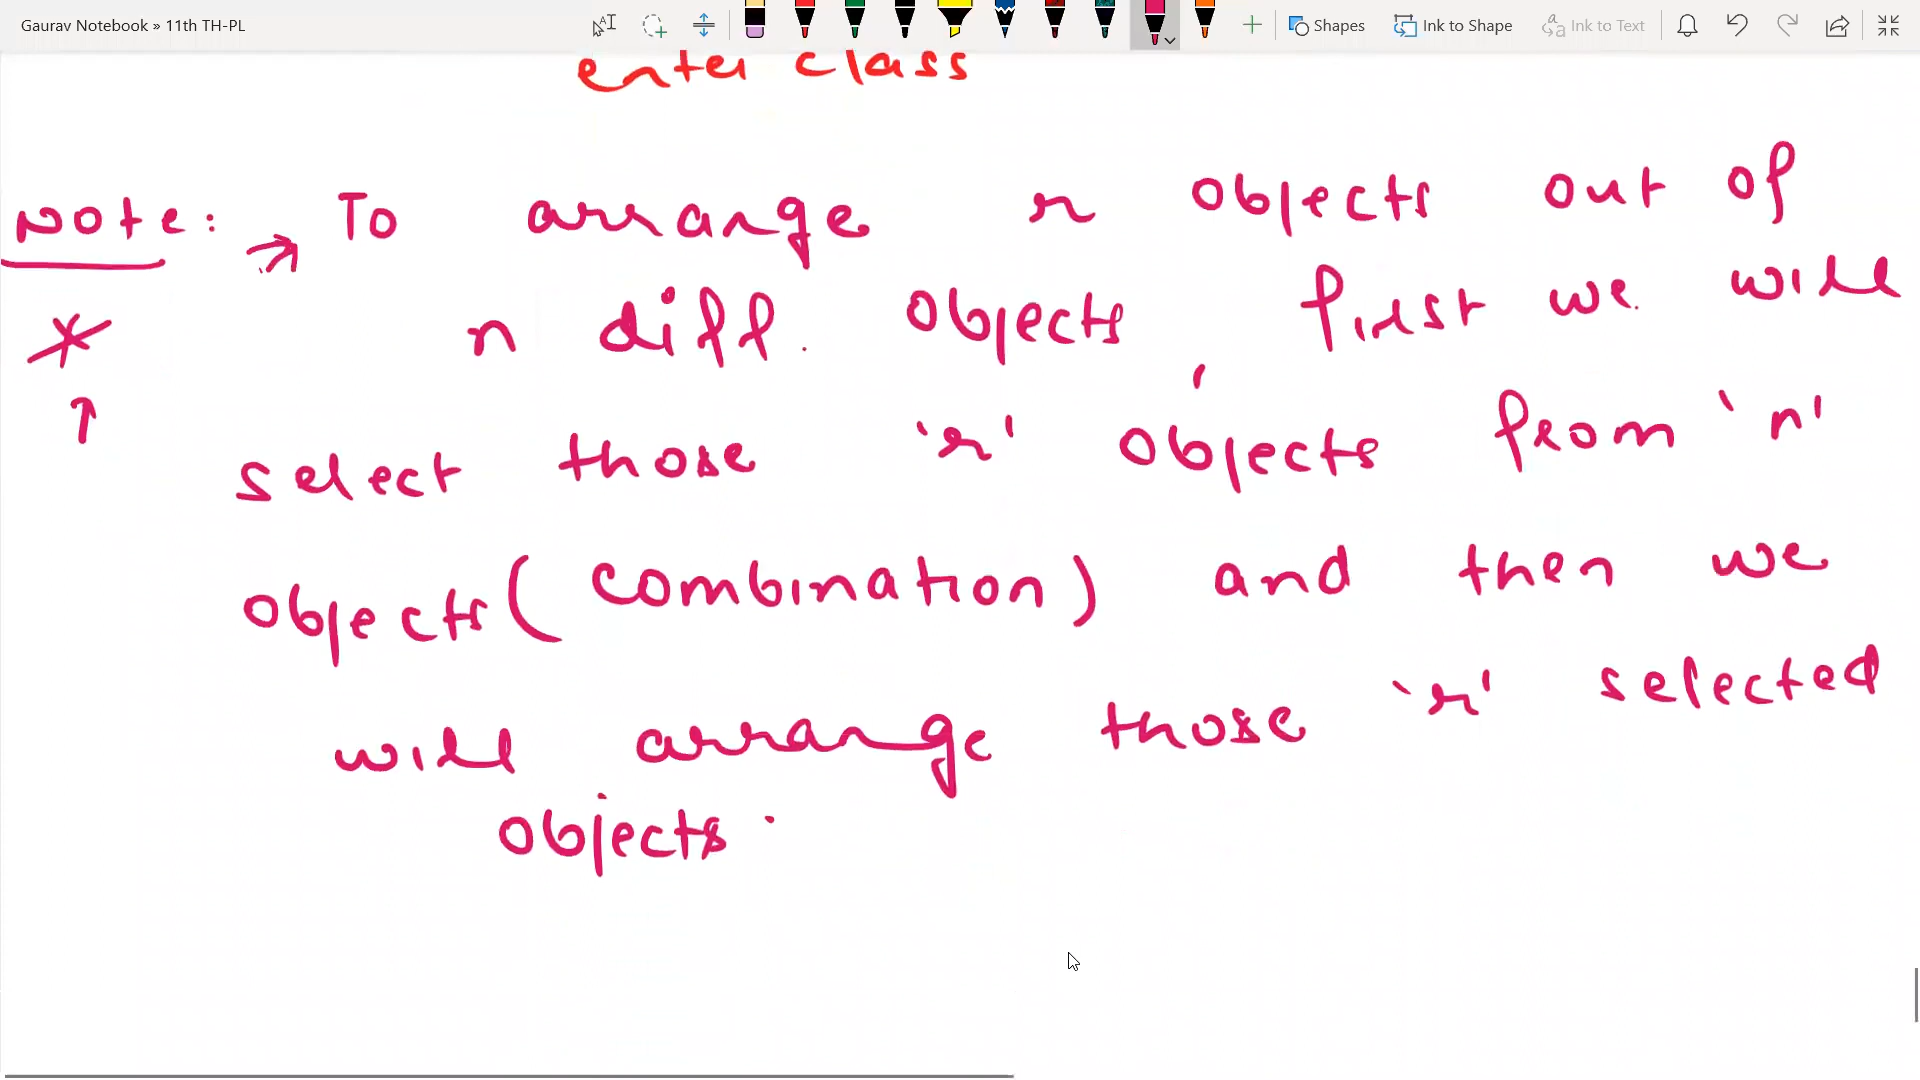 Gaurav Notebook » 11th TH-PL
Shapes
Ink to Shape
Ink to Text
enter class
Note: → To arrange r objects out of
n diff. objects, first we will
select those 'r' objects from 'n'
objects (combination) and then we
will arrange those 'r' selected
objects.